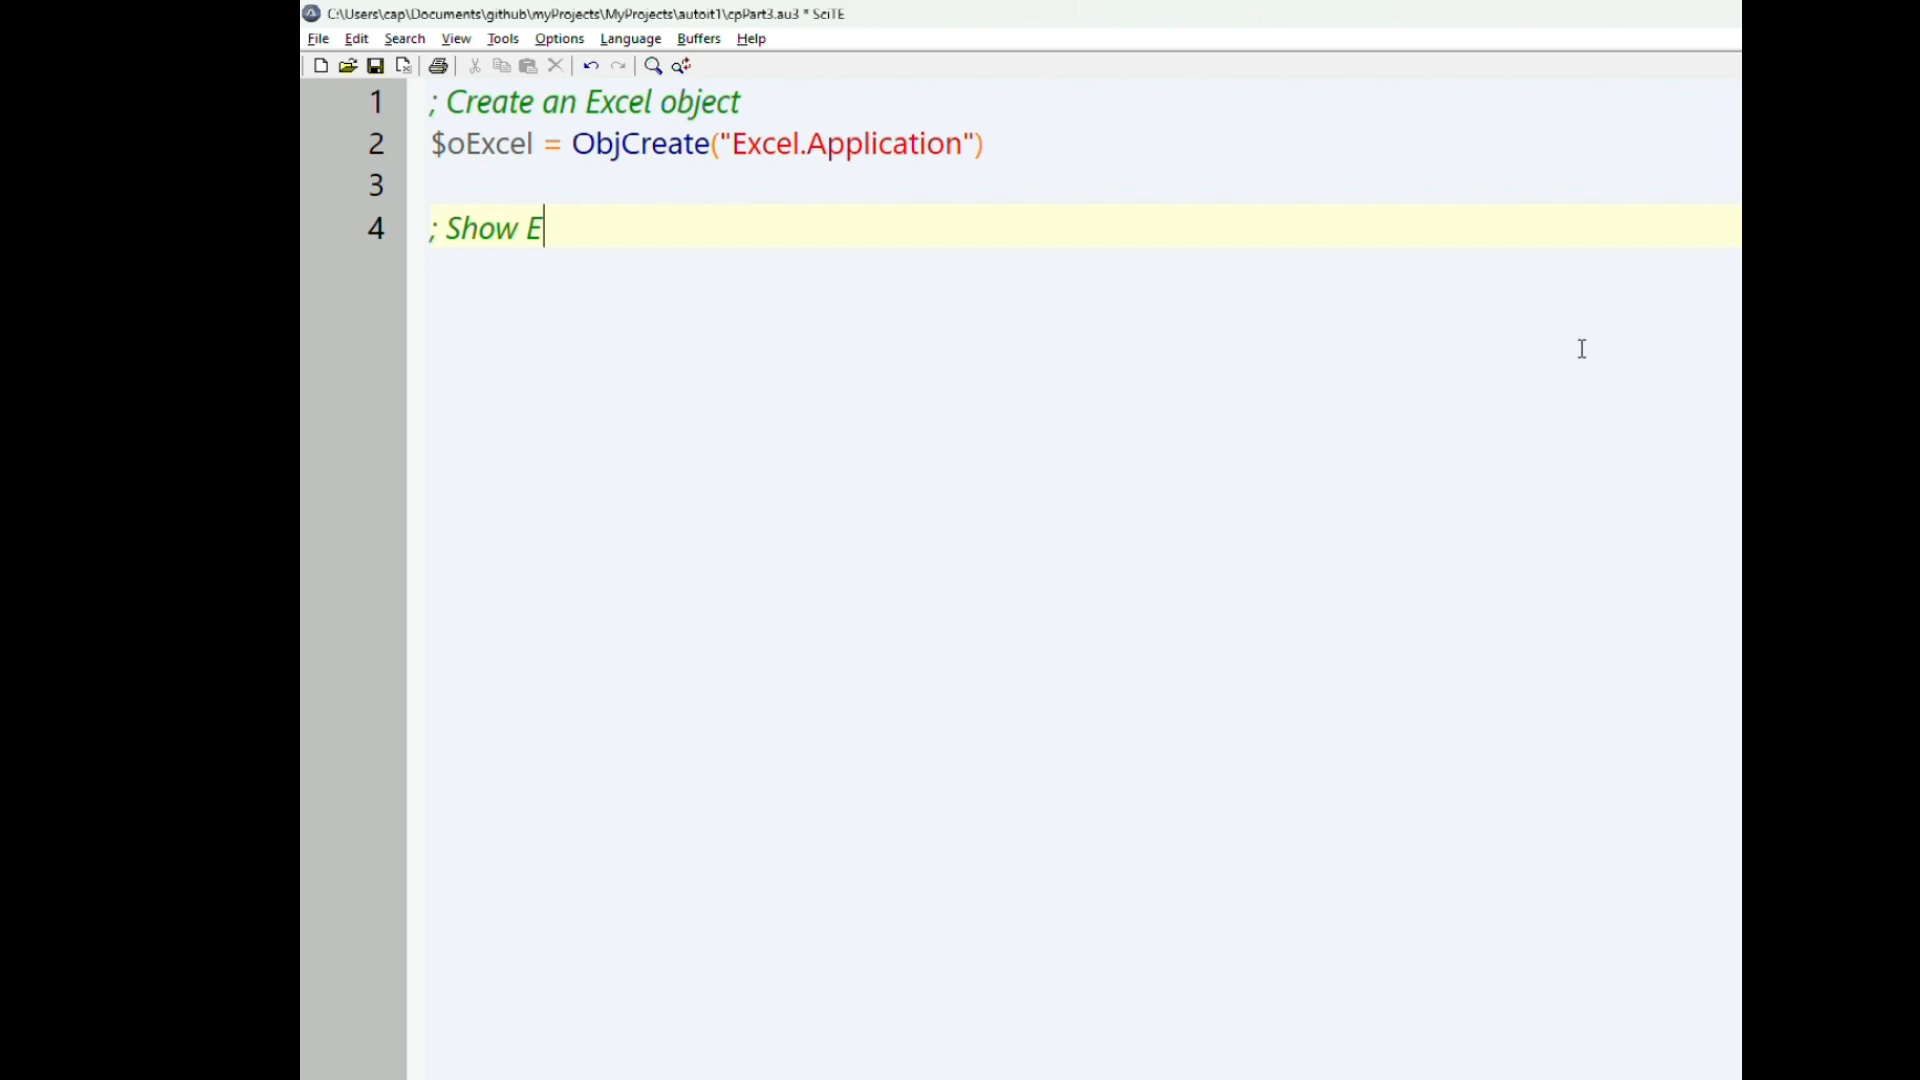 C:\Users\cap\Documents\github\myProjects\MyProjects\autoit1\cpPart3.au3 * SciTE
File Edit Search View Tools Options Language Buffers Help
1 ; Create an Excel object
2 $oExcel = ObjCreate("Excel.Application")
3
4 ; Show E